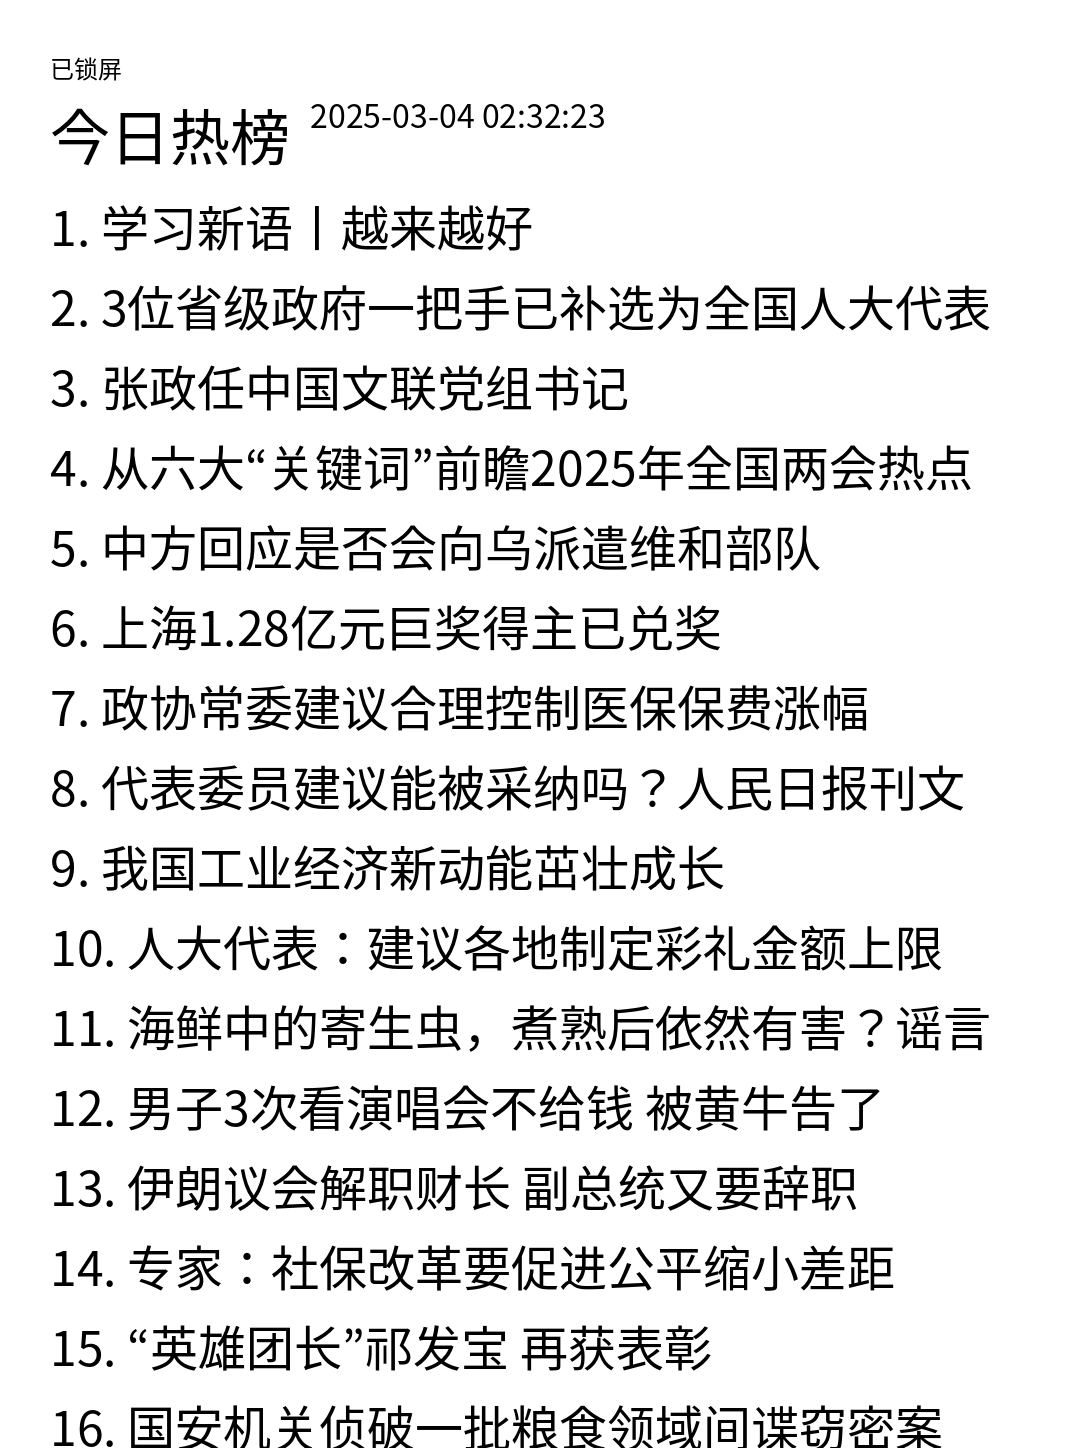 已锁屏
今日热榜 2025-03-04 02:32:23
1. 学习新语丨越来越好
2. 3位省级政府一把手已补选为全国人大代表
3. 张政任中国文联党组书记
4. 从六大“关键词”前瞻2025年全国两会热点
5. 中方回应是否会向乌派遣维和部队
6. 上海1.28亿元巨奖得主已兑奖
7. 政协常委建议合理控制医保保费涨幅
8. 代表委员建议能被采纳吗？人民日报刊文
9. 我国工业经济新动能茁壮成长
10. 人大代表：建议各地制定彩礼金额上限
11. 海鲜中的寄生虫，煮熟后依然有害？谣言
12. 男子3次看演唱会不给钱 被黄牛告了
13. 伊朗议会解职财长 副总统又要辞职
14. 专家：社保改革要促进公平缩小差距
15. “英雄团长”祁发宝 再获表彰
16. 国安机关侦破一批粮食领域间谍窃密案